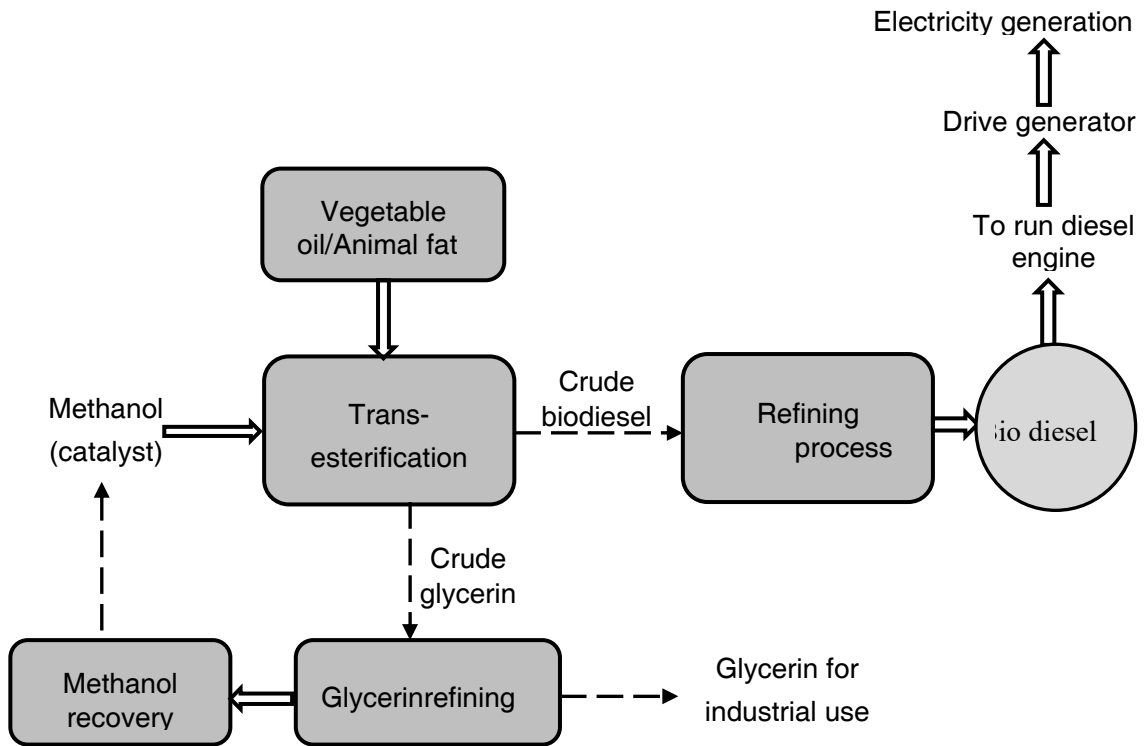 Electricity generation
Drive generator
To run diesel
engine
Vegetable
oil/Animal fat
Methanol
(catalyst)
Trans-
esterification
Crude
biodiesel
Refining
process
io diesel
Crude
glycerin
Methanol
recovery
Glycerinrefining
Glycerin for
industrial use